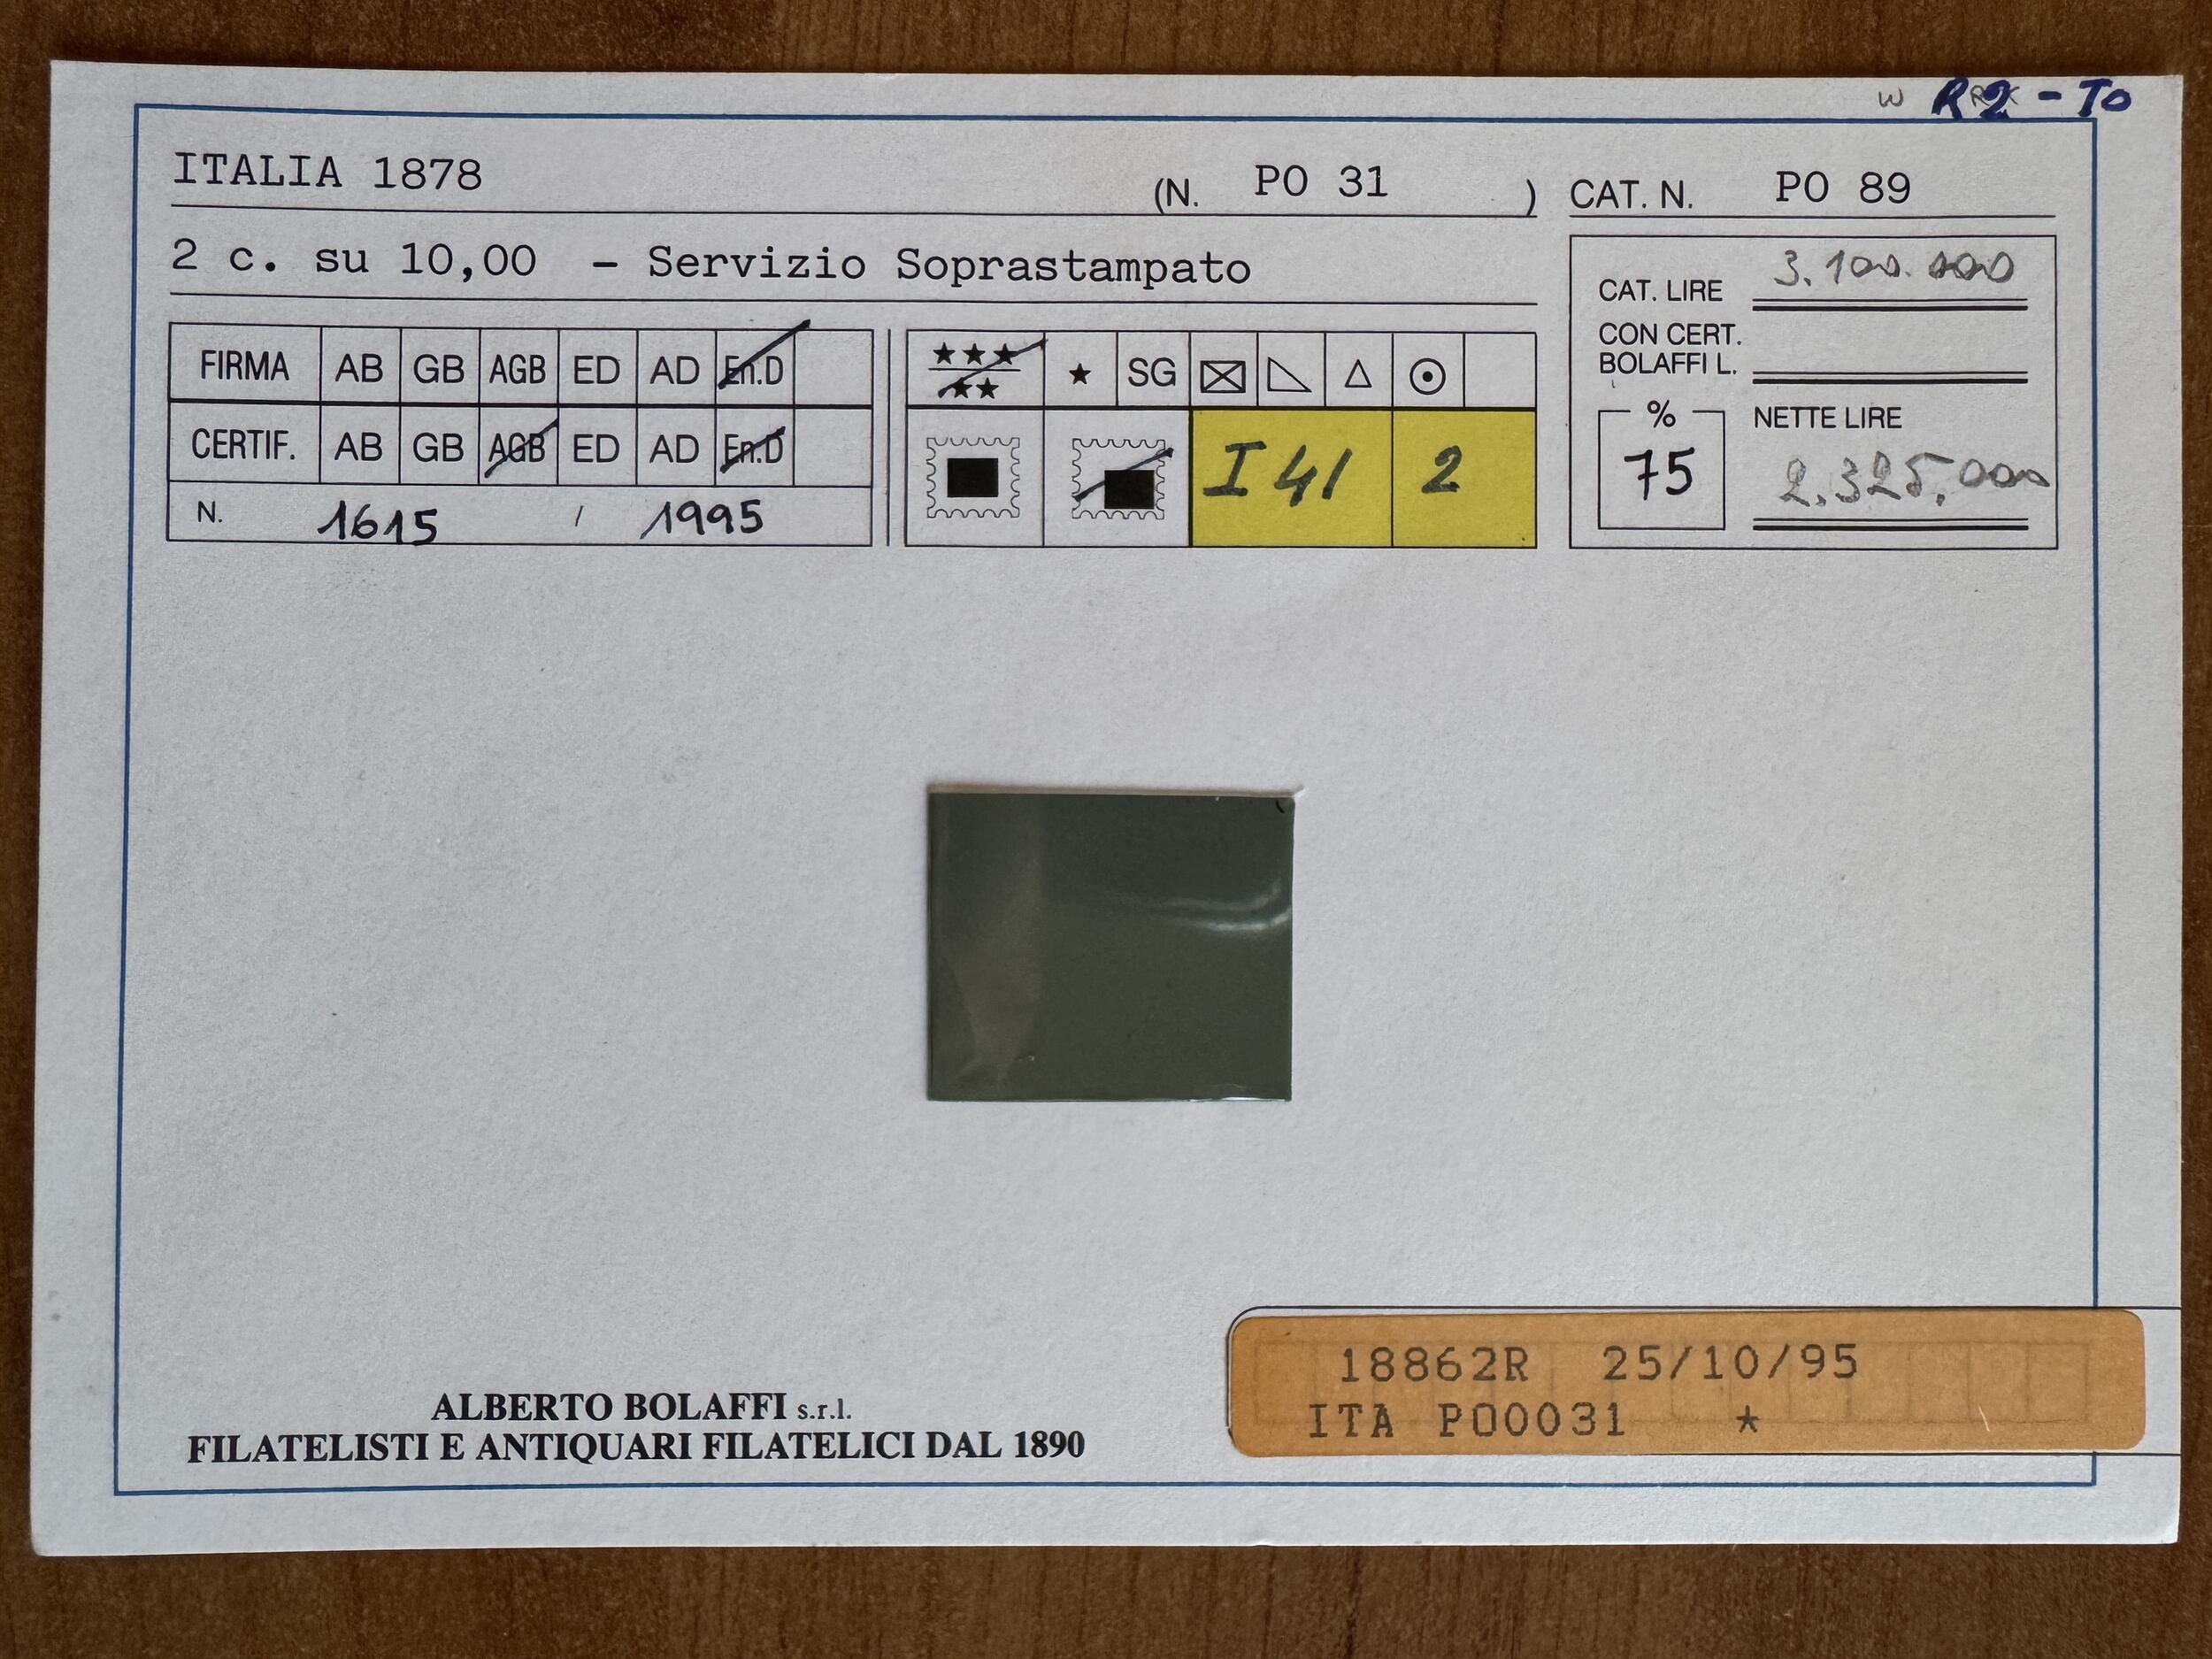 W R2 - To
ITALIA 1878 (N. PO 31 ) CAT. N. PO 89
2 c. su 10,00 - Servizio Soprastampato
CAT. LIRE 3.100.000
CON CERT.
BOLAFFI L.
FIRMA AB GB AGB ED AD En.D
★★★ ★★ ★ SG
CERTIF. AB GB AGB ED AD En.D
I 41 2
% 75
NETTE LIRE 2.325.000
N. 1615 / 1995
ALBERTO BOLAFFI s.r.l.
FILATELISTI E ANTIQUARI FILATELICI DAL 1890
18862R 25/10/95
ITA PO0031 *